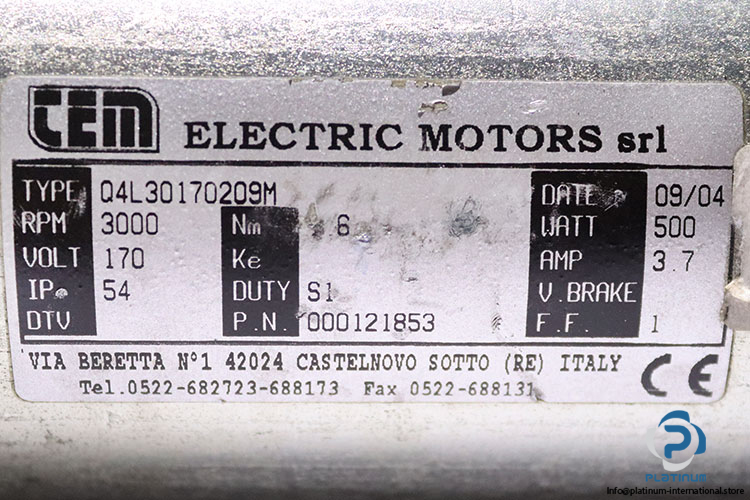 TEM ELECTRIC MOTORS srl
TYPE Q4L30170209M DATE 09/04
RPM 3000 Nm 6 WATT 500
VOLT 170 Ke AMP 3.7
IP 54 DUTY S1 V.BRAKE
DTV P.N. 000121853 F.F. 1
VIA BERETTA N°1 42024 CASTELNOVO SOTTO (RE) ITALY
Tel.0522-682723-688173 Fax 0522-688131
CE
PLATINUM
Info@platinum-international.store